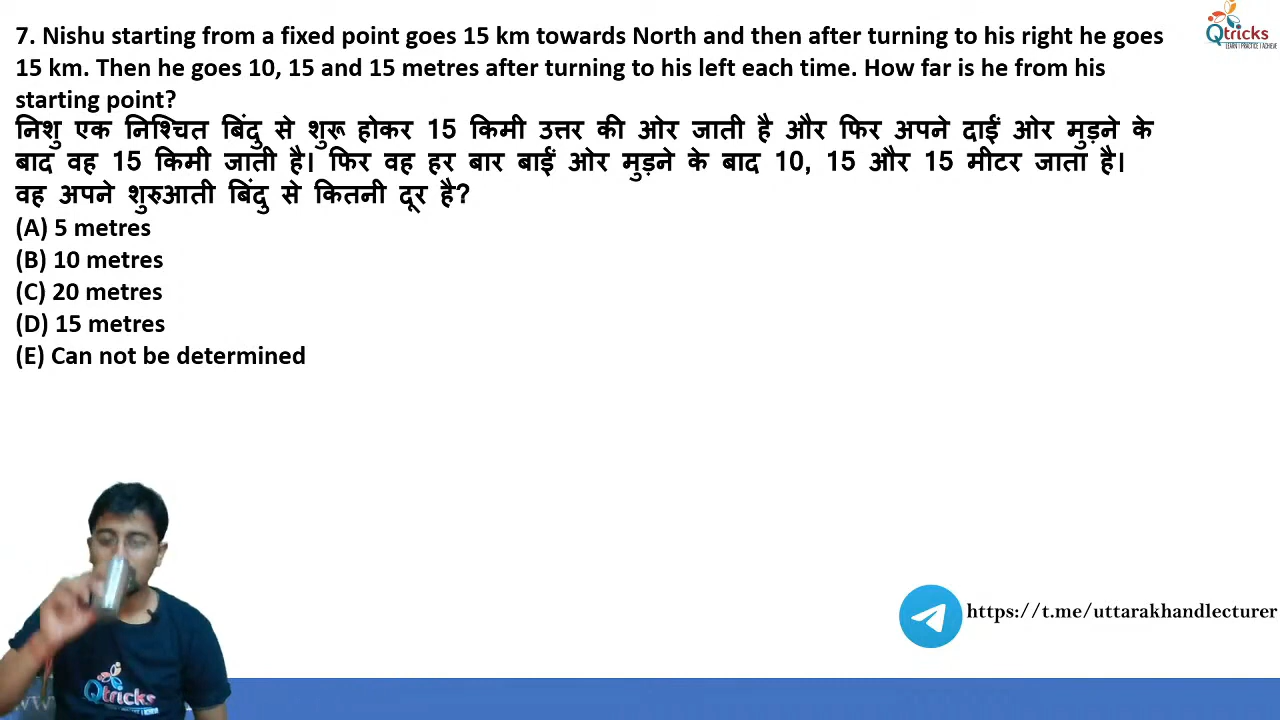 7. Nishu starting from a fixed point goes 15 km towards North and then after turning to his right he goes
15 km. Then he goes 10, 15 and 15 metres after turning to his left each time. How far is he from his
starting point?
निशु एक निश्चित बिंदु से शुरू होकर 15 किमी उत्तर की ओर जाती है और फिर अपने दाईं ओर मुड़ने के
बाद वह 15 किमी जाती है। फिर वह हर बार बाईं ओर मुड़ने के बाद 10, 15 और 15 मीटर जाता है।
वह अपने शुरुआती बिंदु से कितनी दूर है?
(A) 5 metres
(B) 10 metres
(C) 20 metres
(D) 15 metres
(E) Can not be determined
Qtricks
LEARN | PRACTICE | ACHIEVE
https://t.me/uttarakhandlecturer
Qtricks